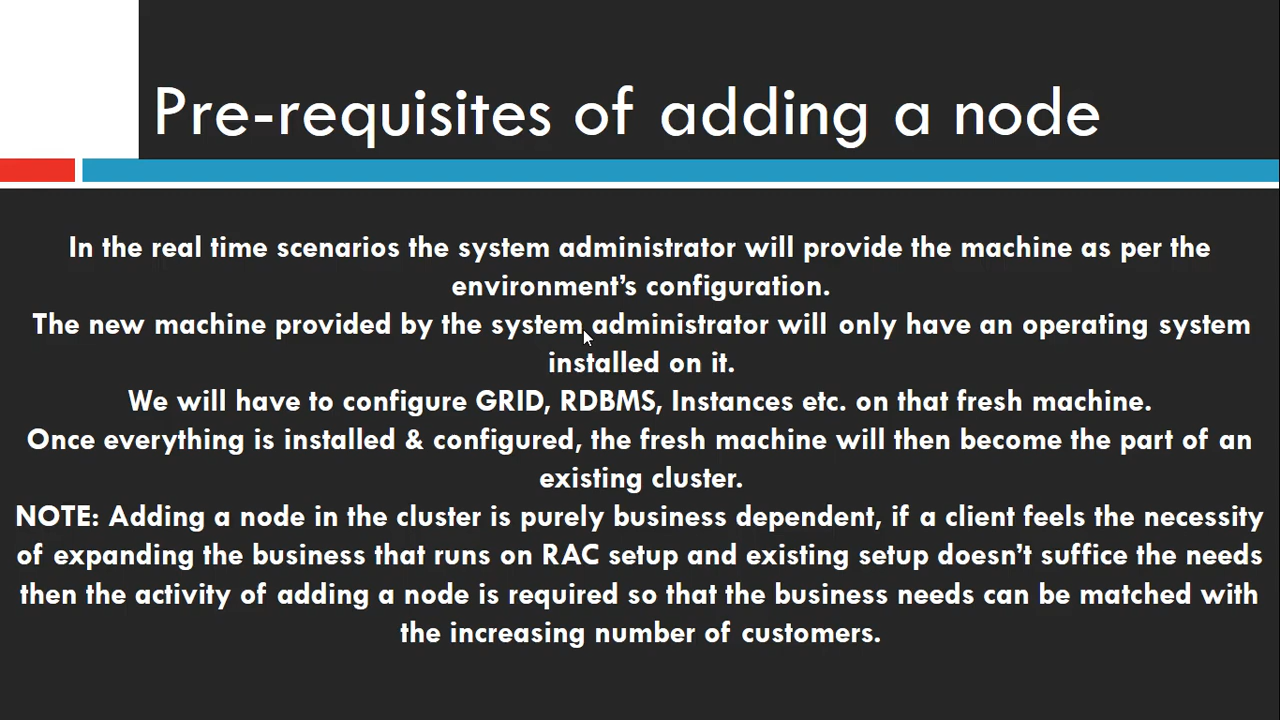 Pre-requisites of adding a node
In the real time scenarios the system administrator will provide the machine as per the
environment’s configuration.
The new machine provided by the system administrator will only have an operating system
installed on it.
We will have to configure GRID, RDBMS, Instances etc. on that fresh machine.
Once everything is installed & configured, the fresh machine will then become the part of an
existing cluster.
NOTE: Adding a node in the cluster is purely business dependent, if a client feels the necessity
of expanding the business that runs on RAC setup and existing setup doesn’t suffice the needs
then the activity of adding a node is required so that the business needs can be matched with
the increasing number of customers.